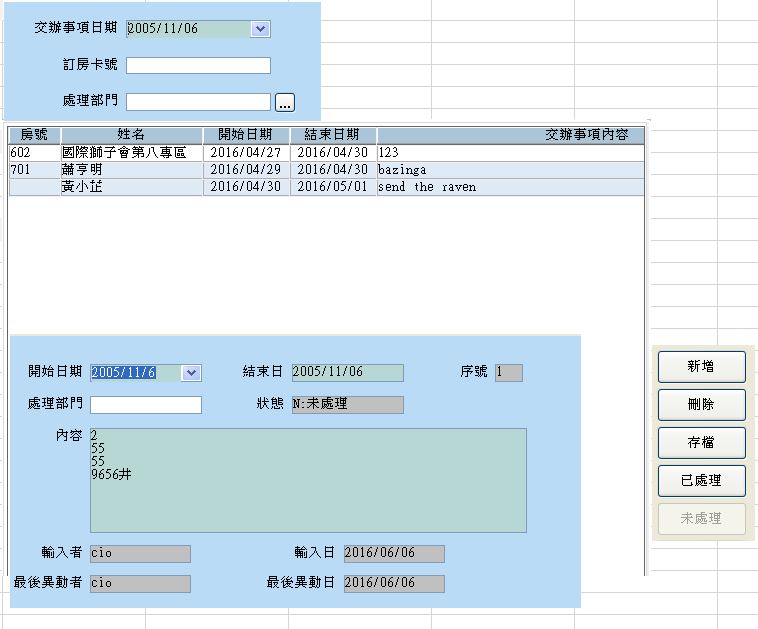 交辦事項日期 2005/11/06
訂房卡號
處理部門 ...
房號 姓名 開始日期 結束日期 交辦事項內容
602 國際獅子會第八專區 2016/04/27 2016/04/30 123
701 蕭亨明 2016/04/29 2016/04/30 bazinga
黃小芷 2016/04/30 2016/05/01 send the raven
開始日期 2005/11/6 結束日 2005/11/06 序號 1
處理部門 狀態 N:未處理
內容 2
55
55
9656井
輸入者 cio 輸入日 2016/06/06
最後異動者 cio 最後異動日 2016/06/06
新增
刪除
存檔
已處理
未處理